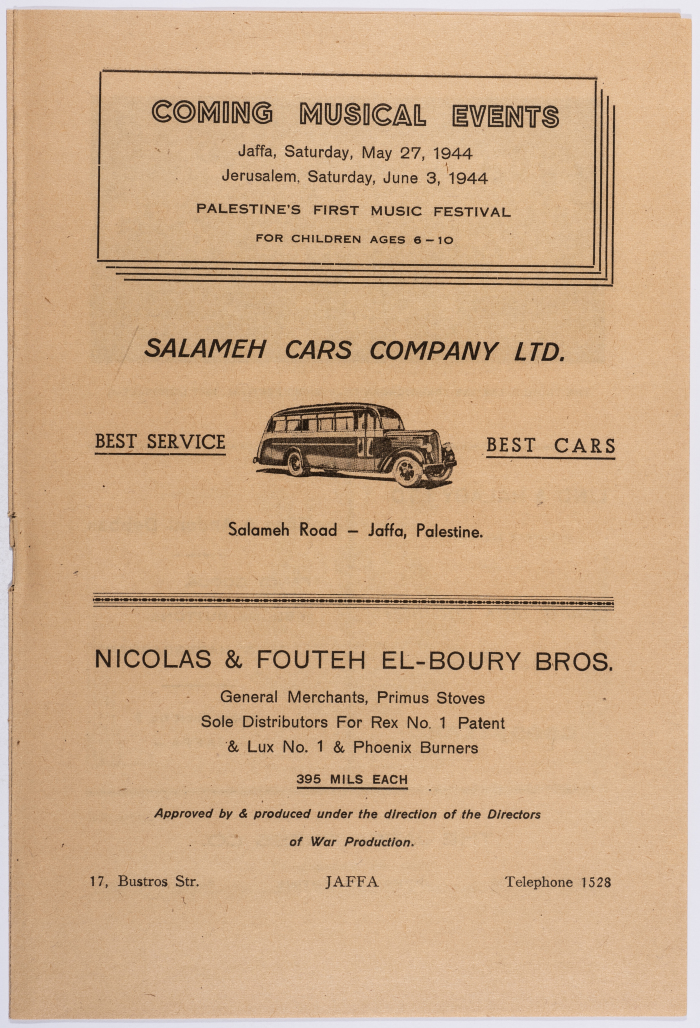 COMING MUSICAL EVENTS
Jaffa, Saturday, May 27, 1944
Jerusalem, Saturday, June 3, 1944
PALESTINE'S FIRST MUSIC FESTIVAL
FOR CHILDREN AGES 6-10
SALAMEH CARS COMPANY LTD.
BEST SERVICE
BEST CARS
Salameh Road – Jaffa, Palestine.
NICOLAS & FOUTEH EL-BOURY BROS.
General Merchants, Primus Stoves
Sole Distributors For Rex No. 1 Patent
& Lux No. 1 & Phoenix Burners
395 MILS EACH
Approved by & produced under the direction of the Directors
of War Production.
17, Bustros Str. JAFFA Telephone 1528